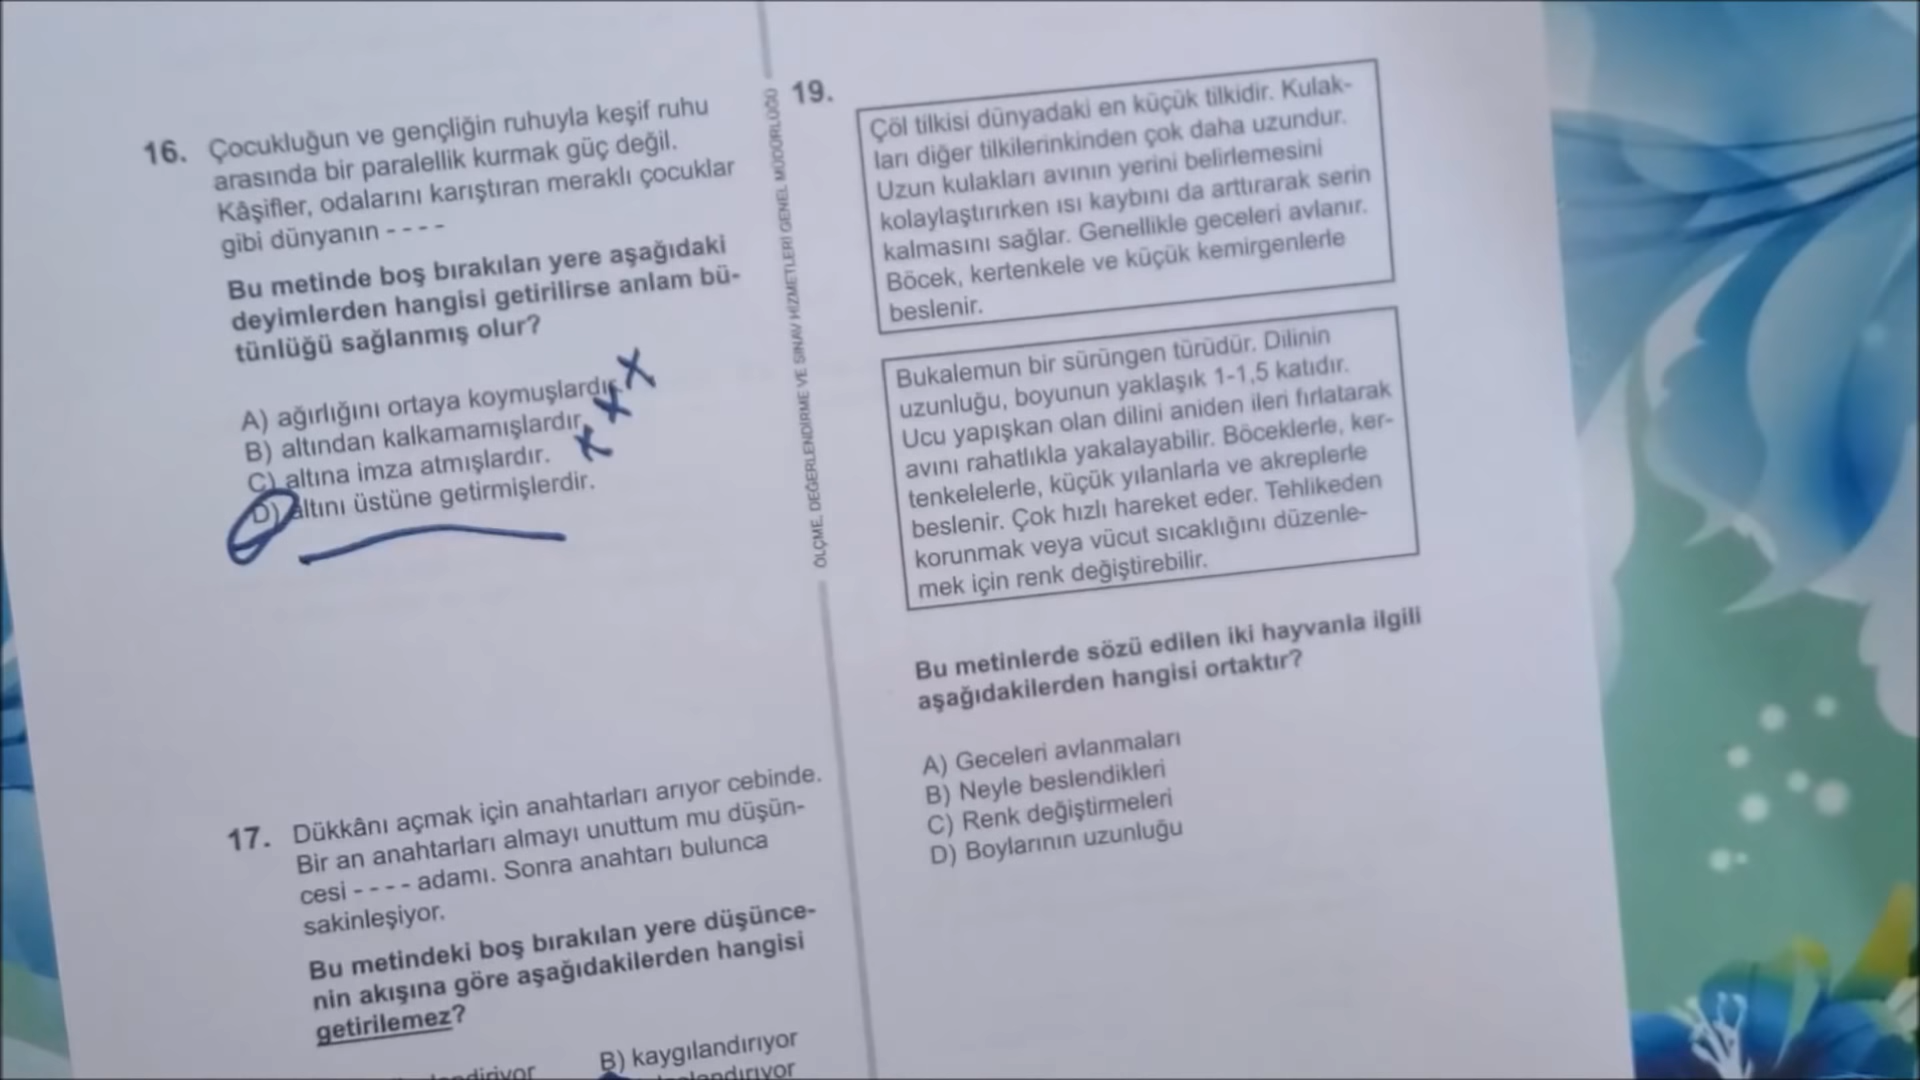 16. Çocukluğun ve gençliğin ruhuyla keşif ruhu
arasında bir paralellik kurmak güç değil.
Kâşifler, odalarını karıştıran meraklı çocuklar
gibi dünyanın - - - -
Bu metinde boş bırakılan yere aşağıdaki
deyimlerden hangisi getirilirse anlam bü-
tünlüğü sağlanmış olur?
A) ağırlığını ortaya koymuşlardır.
B) altından kalkamamışlardır.
C) altına imza atmışlardır.
D) altını üstüne getirmişlerdir.
17. Dükkânı açmak için anahtarları arıyor cebinde.
Bir an anahtarları almayı unuttum mu düşün-
cesi - - - - adamı. Sonra anahtarı bulunca
sakinleşiyor.
Bu metindeki boş bırakılan yere düşünce-
nin akışına göre aşağıdakilerden hangisi
getirilemez?
B) kaygılandırıyor
ÖLÇME, DEĞERLENDİRME VE SINAV HİZMETLERİ GENEL MÜDÜRLÜĞÜ
19.
Çöl tilkisi dünyadaki en küçük tilkidir. Kulak-
ları diğer tilkilerinkinden çok daha uzundur.
Uzun kulakları avının yerini belirlemesini
kolaylaştırırken ısı kaybını da arttırarak serin
kalmasını sağlar. Genellikle geceleri avlanır.
Böcek, kertenkele ve küçük kemirgenlerle
beslenir.
Bukalemun bir sürüngen türüdür. Dilinin
uzunluğu, boyunun yaklaşık 1-1,5 katıdır.
Ucu yapışkan olan dilini aniden ileri fırlatarak
avını rahatlıkla yakalayabilir. Böceklerle, ker-
tenkelelerle, küçük yılanlarla ve akreplerle
beslenir. Çok hızlı hareket eder. Tehlikeden
korunmak veya vücut sıcaklığını düzenle-
mek için renk değiştirebilir.
Bu metinlerde sözü edilen iki hayvanla ilgili
aşağıdakilerden hangisi ortaktır?
A) Geceleri avlanmaları
B) Neyle beslendikleri
C) Renk değiştirmeleri
D) Boylarının uzunluğu